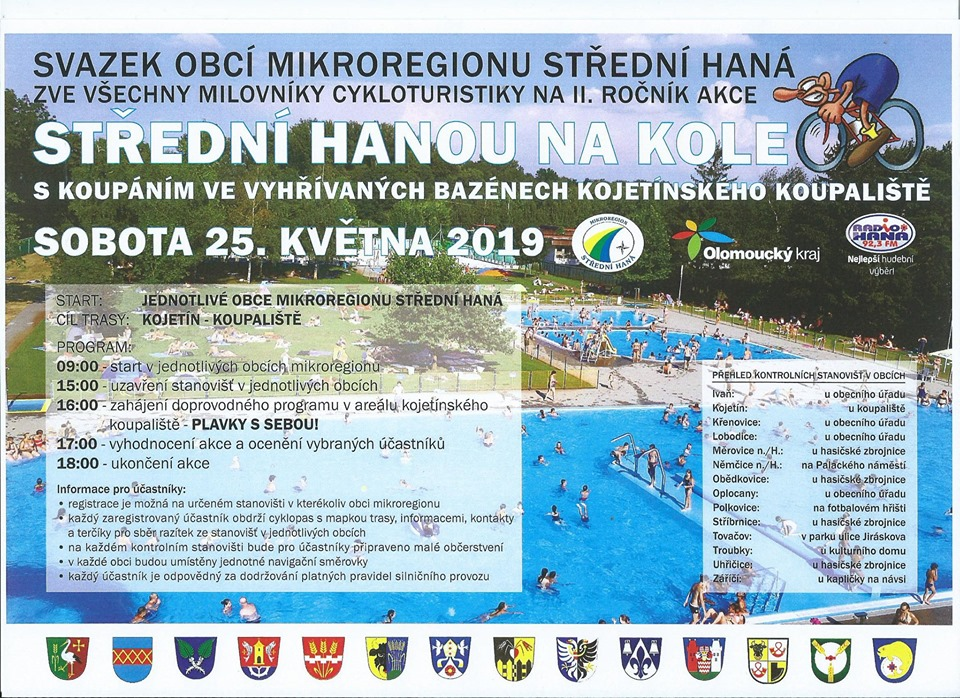 SVAZEK OBCÍ MIKROREGIONU STŘEDNÍ HANÁ
ZVE VŠECHNY MILOVNÍKY CYKLOTURISTIKY NA II. ROČNÍK AKCE
STŘEDNÍ HANOU NA KOLE
S KOUPÁNÍM VE VYHŘÍVANÝCH BAZÉNECH KOJETÍNSKÉHO KOUPALIŠTĚ
SOBOTA 25. KVĚTNA 2019
MIKROREGION
STŘEDNÍ HANÁ
Olomoucký kraj
RADIO
HANÁ
92,3 FM
Nejlepší hudební
výběr!
START: JEDNOTLIVÉ OBCE MIKROREGIONU STŘEDNÍ HANÁ
CÍL TRASY: KOJETÍN - KOUPALIŠTĚ
PROGRAM:
09:00 - start v jednotlivých obcích mikroregionu
15:00 - uzavření stanovišť v jednotlivých obcích
16:00 - zahájení doprovodného programu v areálu kojetínského
koupaliště - PLAVKY S SEBOU!
17:00 - vyhodnocení akce a ocenění vybraných účastníků
18:00 - ukončení akce
Informace pro účastníky:
• registrace je možná na určeném stanovišti v kterékoliv obci mikroregionu
• každý zaregistrovaný účastník obdrží cyklopas s mapkou trasy, informacemi, kontakty
a terčíky pro sběr razítek ze stanovišť v jednotlivých obcích
• na každém kontrolním stanovišti bude pro účastníky připraveno malé občerstvení
• v každé obci budou umístěny jednotné navigační směrovky
• každý účastník je odpovědný za dodržování platných pravidel silničního provozu
PŘEHLED KONTROLNÍCH STANOVIŠŤ V OBCÍCH
Ivaň: u obecního úřadu
Kojetín: u koupaliště
Křenovice: u obecního úřadu
Lobodice: u obecního úřadu
Měrovice n./H.: u hasičské zbrojnice
Němčice n./H.: na Palackého náměstí
Obědkovice: u hasičské zbrojnice
Oplocany: u obecního úřadu
Polkovice: na fotbalovém hřišti
Stříbrnice: u hasičské zbrojnice
Tovačov: v parku ulice Jiráskova
Troubky: u kulturního domu
Uhřičice: u hasičské zbrojnice
Záříčí: u kapličky na návsi